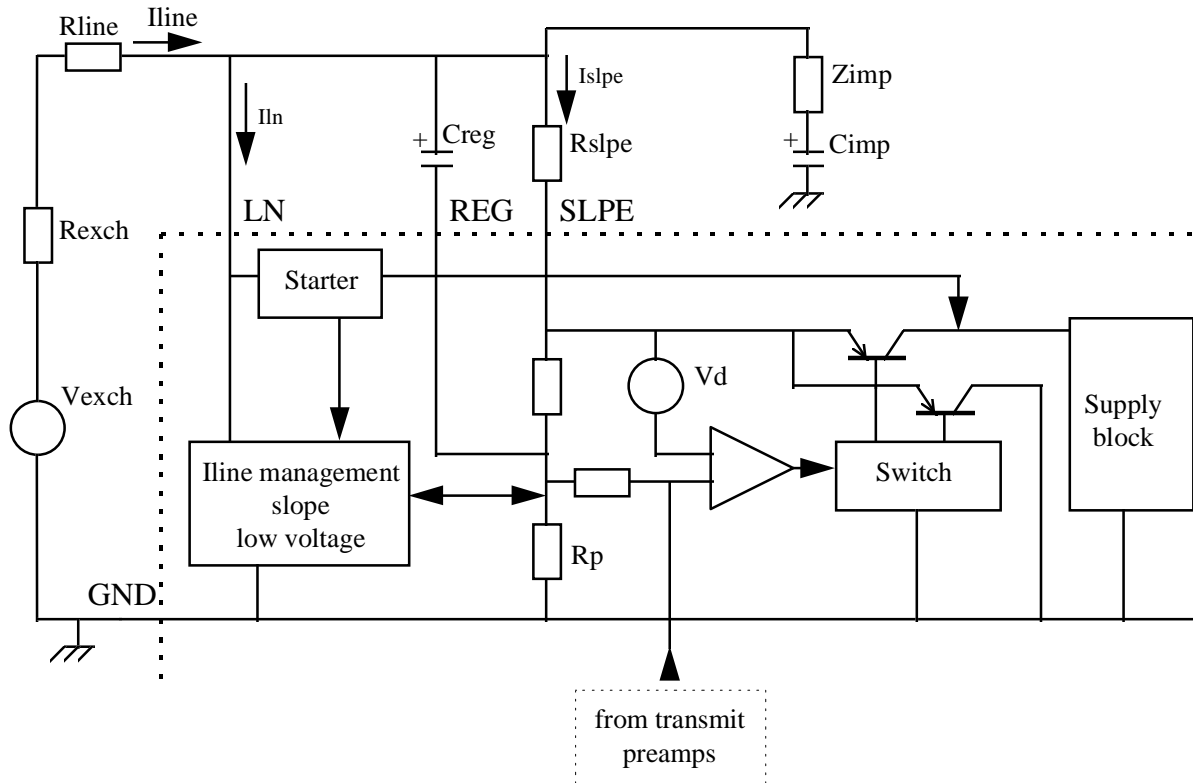 Rline
Iline
Iln
+
Creg
Islpe
Rslpe
Zimp
+
Cimp
Rexch
LN
REG
SLPE
Starter
Vexch
Vd
Supply
block
Iline management
slope
low voltage
Switch
Rp
GND
from transmit
preamps